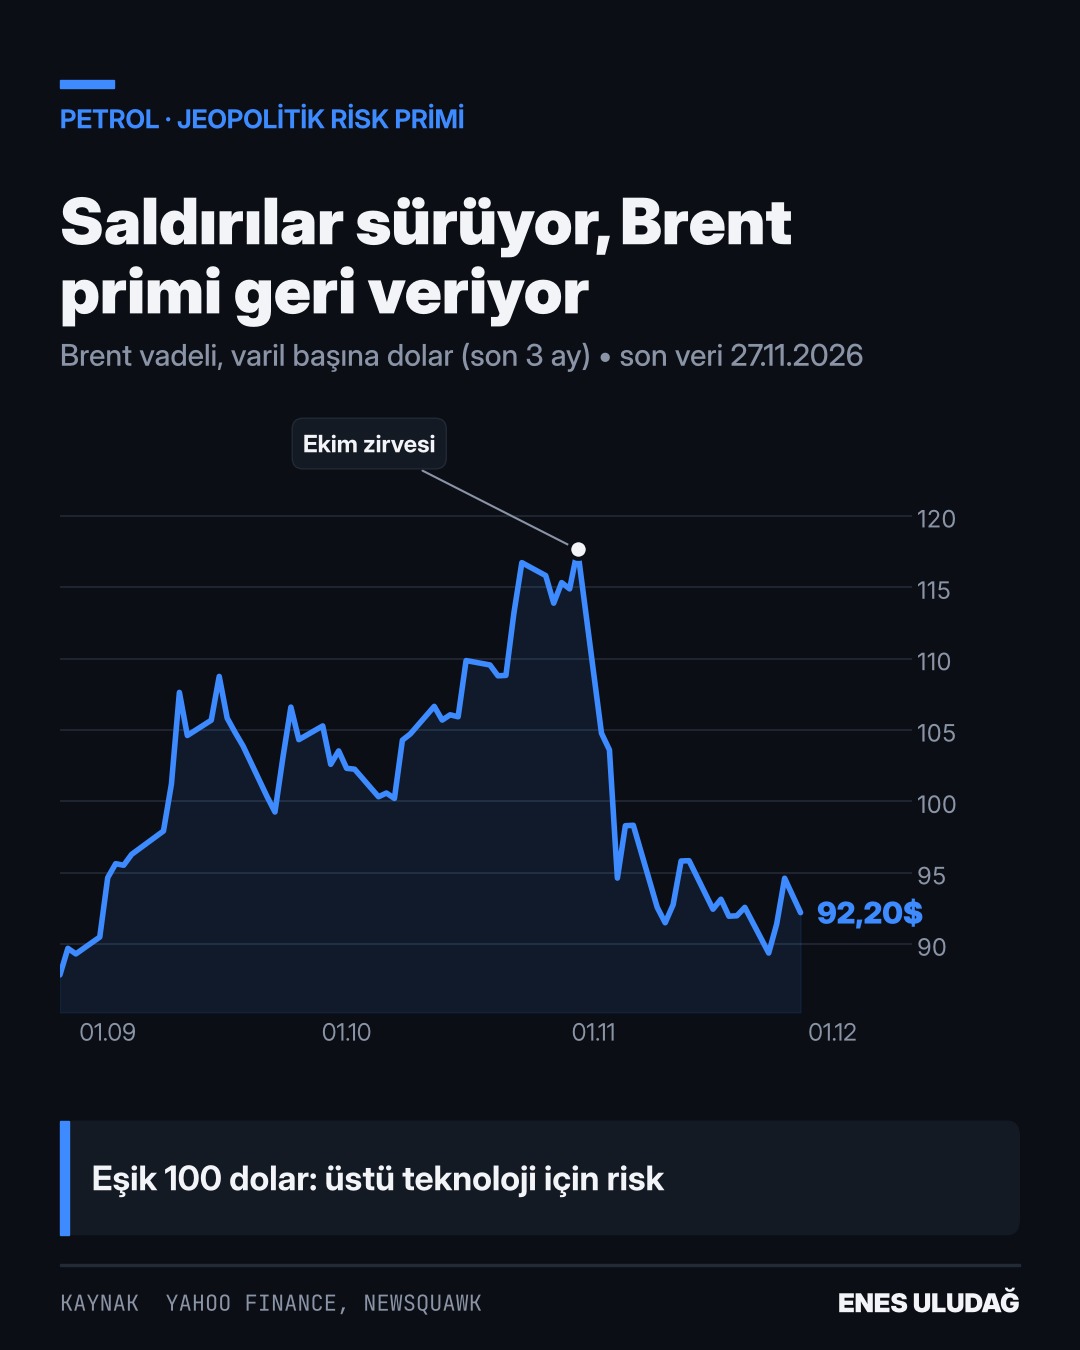 PETROL · JEOPOLİTİK RİSK PRİMİ
Saldırılar sürüyor, Brent
primi geri veriyor
Brent vadeli, varil başına dolar (son 3 ay) • son veri 27.11.2026
Ekim zirvesi
120
115
110
105
100
95
92,20$
90
01.09 01.10 01.11 01.12
Eşik 100 dolar: üstü teknoloji için risk
KAYNAK YAHOO FINANCE, NEWSQUAWK
ENES ULUDAĞ